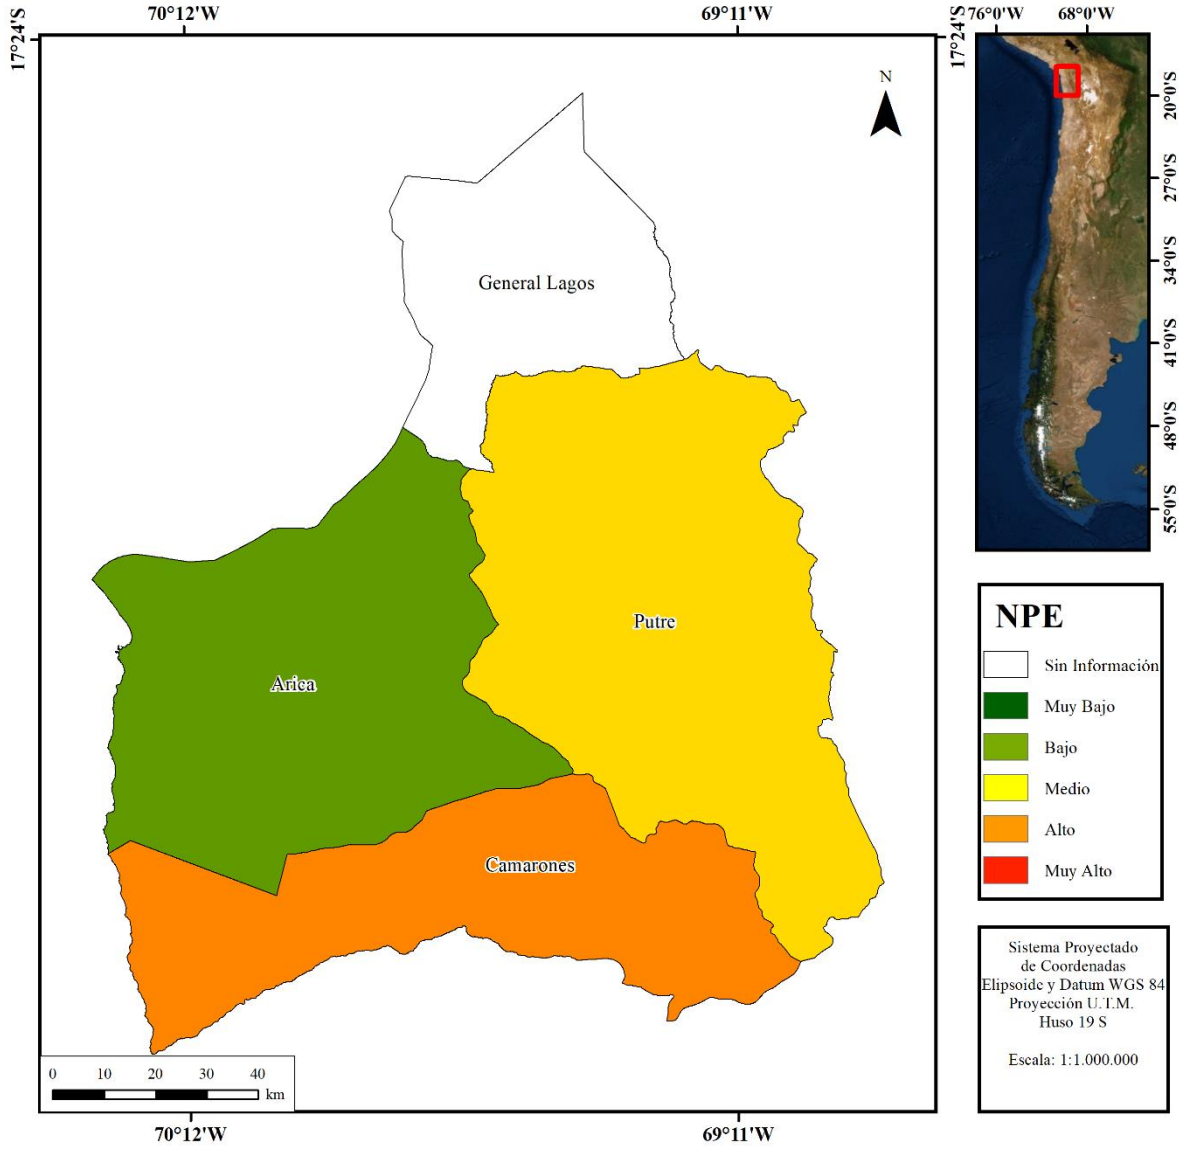 70°12'W
69°11'W
17°24'S
17°24'S
76°0'W
68°0'W
N
General Lagos
Putre
Arica
Camarones
20°0'S
27°0'S
34°0'S
41°0'S
48°0'S
55°0'S
NPE
Sin Información
Muy Bajo
Bajo
Medio
Alto
Muy Alto
Sistema Proyectado
de Coordenadas
Elipsoide y Datum WGS 84
Proyección U.T.M.
Huso 19 S
Escala: 1:1.000.000
0 10 20 30 40
km
70°12'W
69°11'W